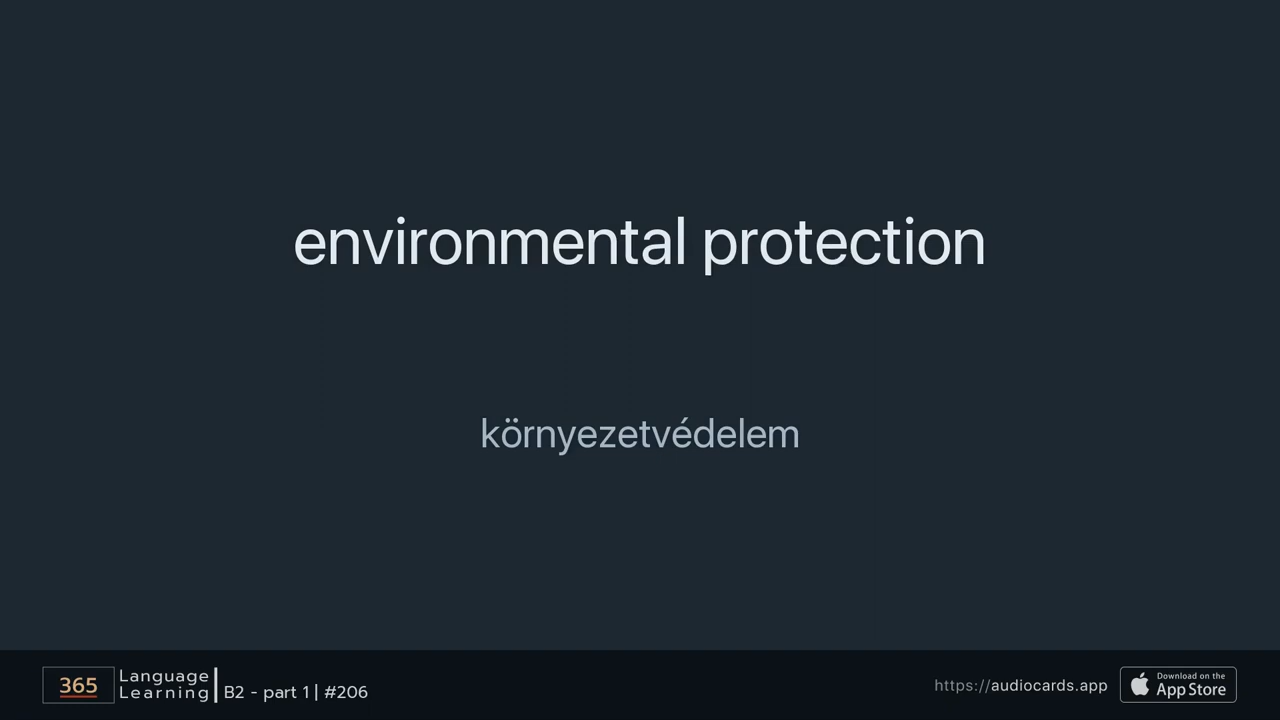 environmental protection
környezetvédelem
365
Language
Learning
B2 - part 1 | #206
https://audiocards.app
Download on the
App Store